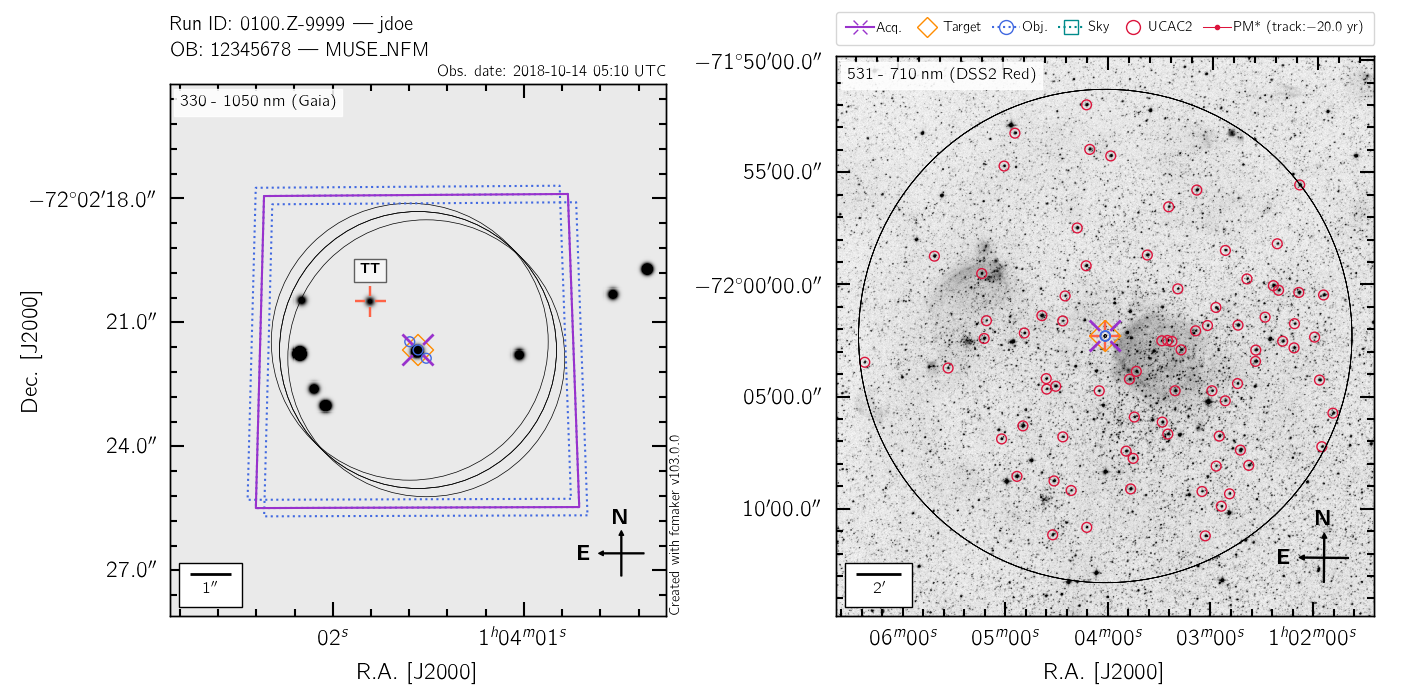 Run ID: 0100.Z-9999 — jdoe
OB: 12345678 — MUSE_NFM
Obs. date: 2018-10-14 05:10 UTC
330 - 1050 nm (Gaia)
−72°02′18.0″
21.0″
24.0″
27.0″
Dec. [J2000]
TT
N
E
1″
02ˢ
1ʰ04ᵐ01ˢ
R.A. [J2000]
Created with fcmaker v103.0.0
Acq. Target Obj. Sky UCAC2 PM* (track:−20.0 yr)
531 - 710 nm (DSS2 Red)
−71°50′00.0″
55′00.0″
−72°00′00.0″
05′00.0″
10′00.0″
N
E
2′
06ᵐ00ˢ
05ᵐ00ˢ
04ᵐ00ˢ
03ᵐ00ˢ
1ʰ02ᵐ00ˢ
R.A. [J2000]